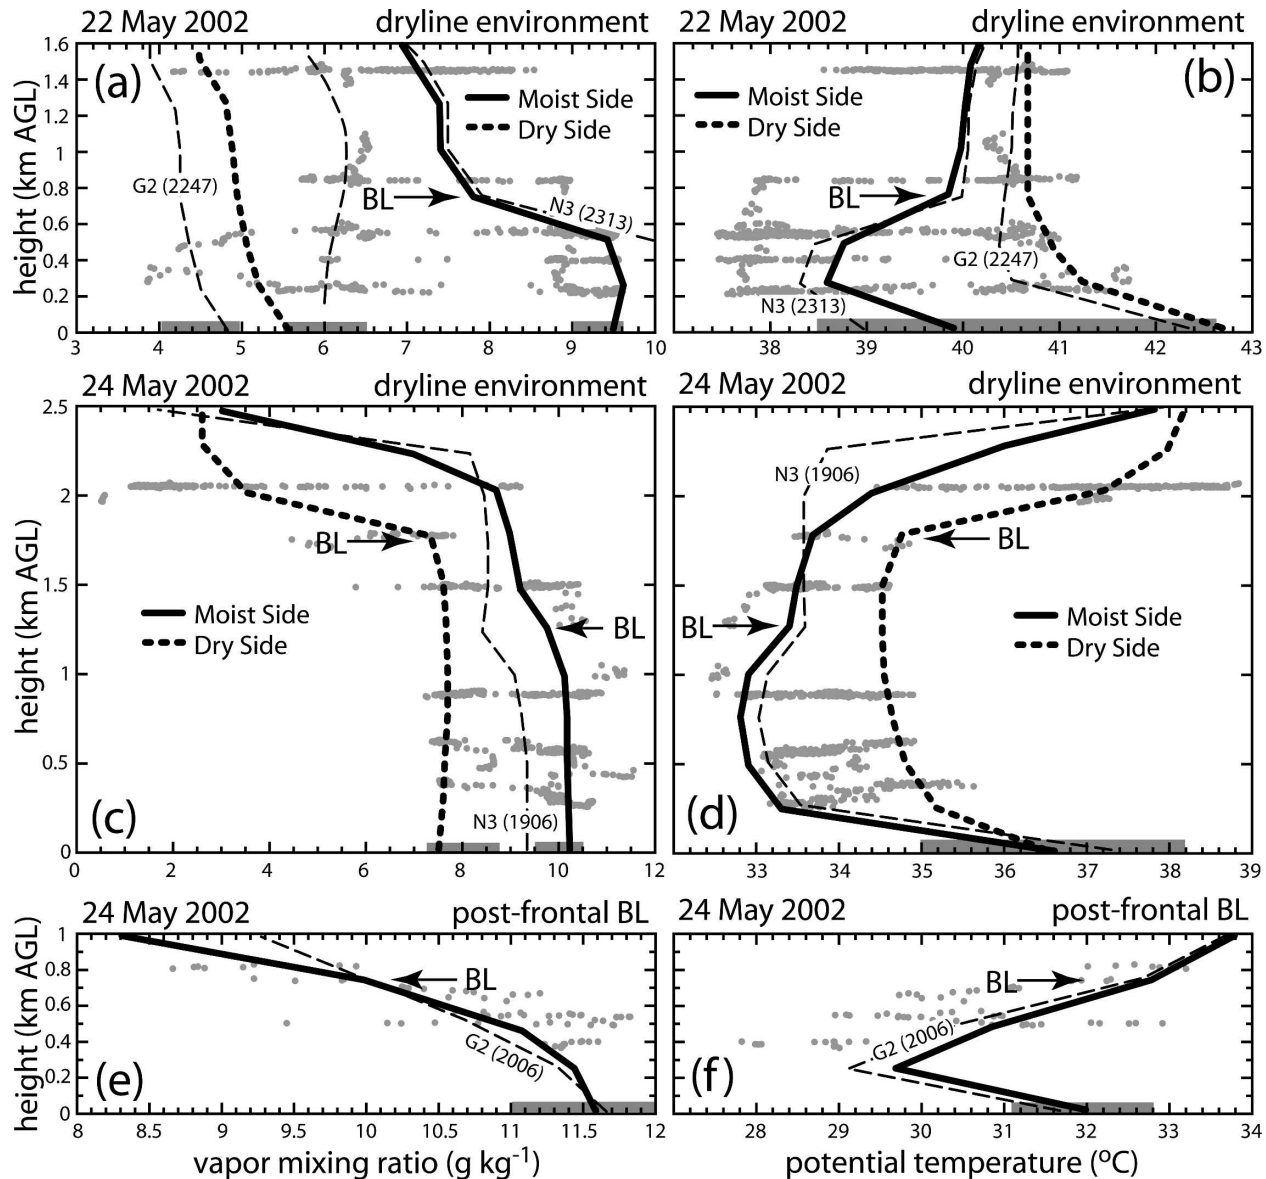 22 May 2002 dryline environment
22 May 2002 dryline environment
height (km AGL)
1.6
1.4
1.2
1
0.8
0.6
0.4
0.2
0
(a)
Moist Side
Dry Side
G2 (2247)
BL
N3 (2313)
3 4 5 6 7 8 9 10
(b)
Moist Side
Dry Side
BL
G2 (2247)
N3 (2313)
38 39 40 41 42 43
24 May 2002 dryline environment
24 May 2002 dryline environment
height (km AGL)
2.5
2
1.5
1
0.5
0
BL
Moist Side
Dry Side
BL
(c)
N3 (1906)
0 2 4 6 8 10 12
N3 (1906)
BL
BL
Moist Side
Dry Side
(d)
33 34 35 36 37 38 39
24 May 2002 post-frontal BL
24 May 2002 post-frontal BL
height (km AGL)
1
0.8
0.6
0.4
0.2
0
BL
G2 (2006)
(e)
8 8.5 9 9.5 10 10.5 11 11.5 12
BL
G2 (2006)
(f)
28 29 30 31 32 33 34
vapor mixing ratio (g kg⁻¹)
potential temperature (ºC)